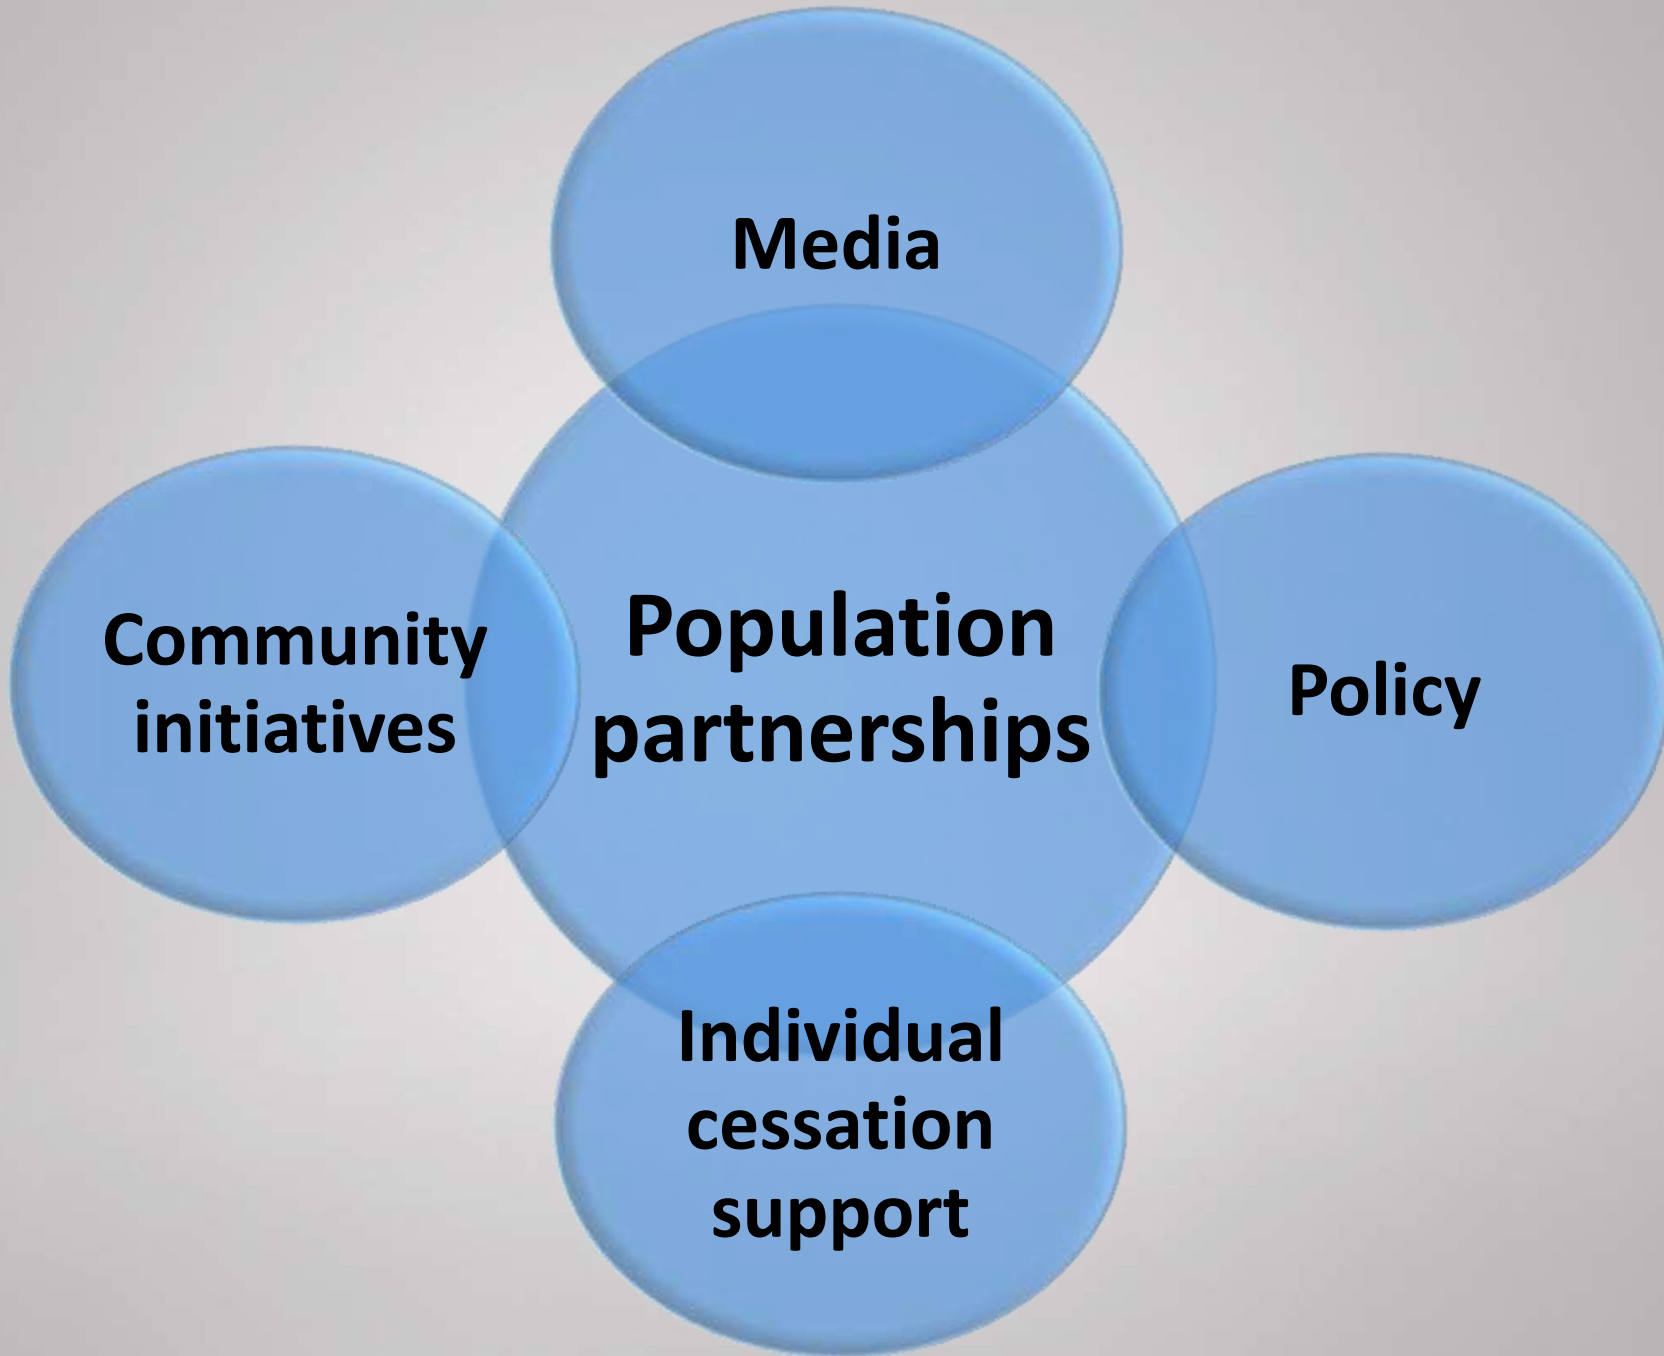 Media
Community
initiatives
Population
partnerships
Policy
Individual
cessation
support